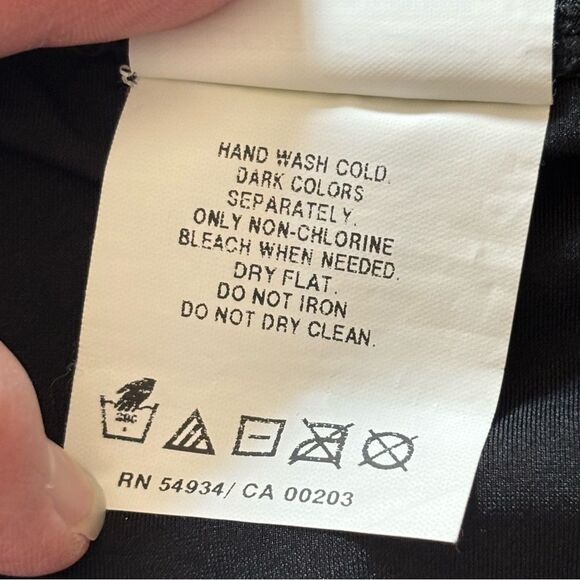 HAND WASH COLD.
DARK COLORS
SEPARATELY.
ONLY NON-CHLORINE
BLEACH WHEN NEEDED.
DRY FLAT.
DO NOT IRON
DO NOT DRY CLEAN.
RN 54934/ CA 00203